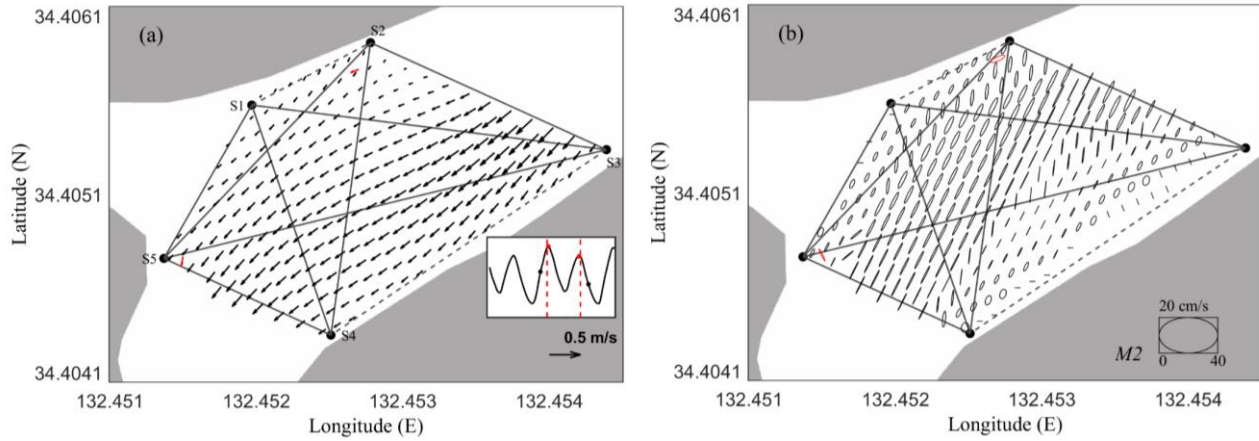 34.4061
34.4051
34.4041
Latitude (N)
(a)
S2
S1
S3
S5
S4
0.5 m/s
132.451
132.452
132.453
132.454
Longitude (E)
34.4061
34.4051
34.4041
Latitude (N)
(b)
20 cm/s
M2
0
40
132.451
132.452
132.453
132.454
Longitude (E)